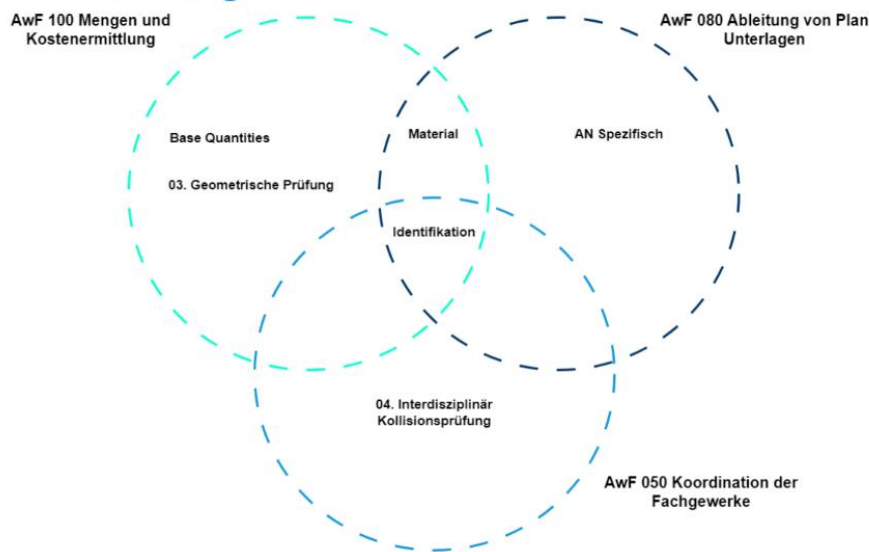 AwF 100 Mengen und
Kostenermittlung
AwF 080 Ableitung von Plan
Unterlagen
Base Quantities
Material
AN Spezifisch
03. Geometrische Prüfung
Identifikation
04. Interdisziplinär
Kollisionsprüfung
AwF 050 Koordination der
Fachgewerke